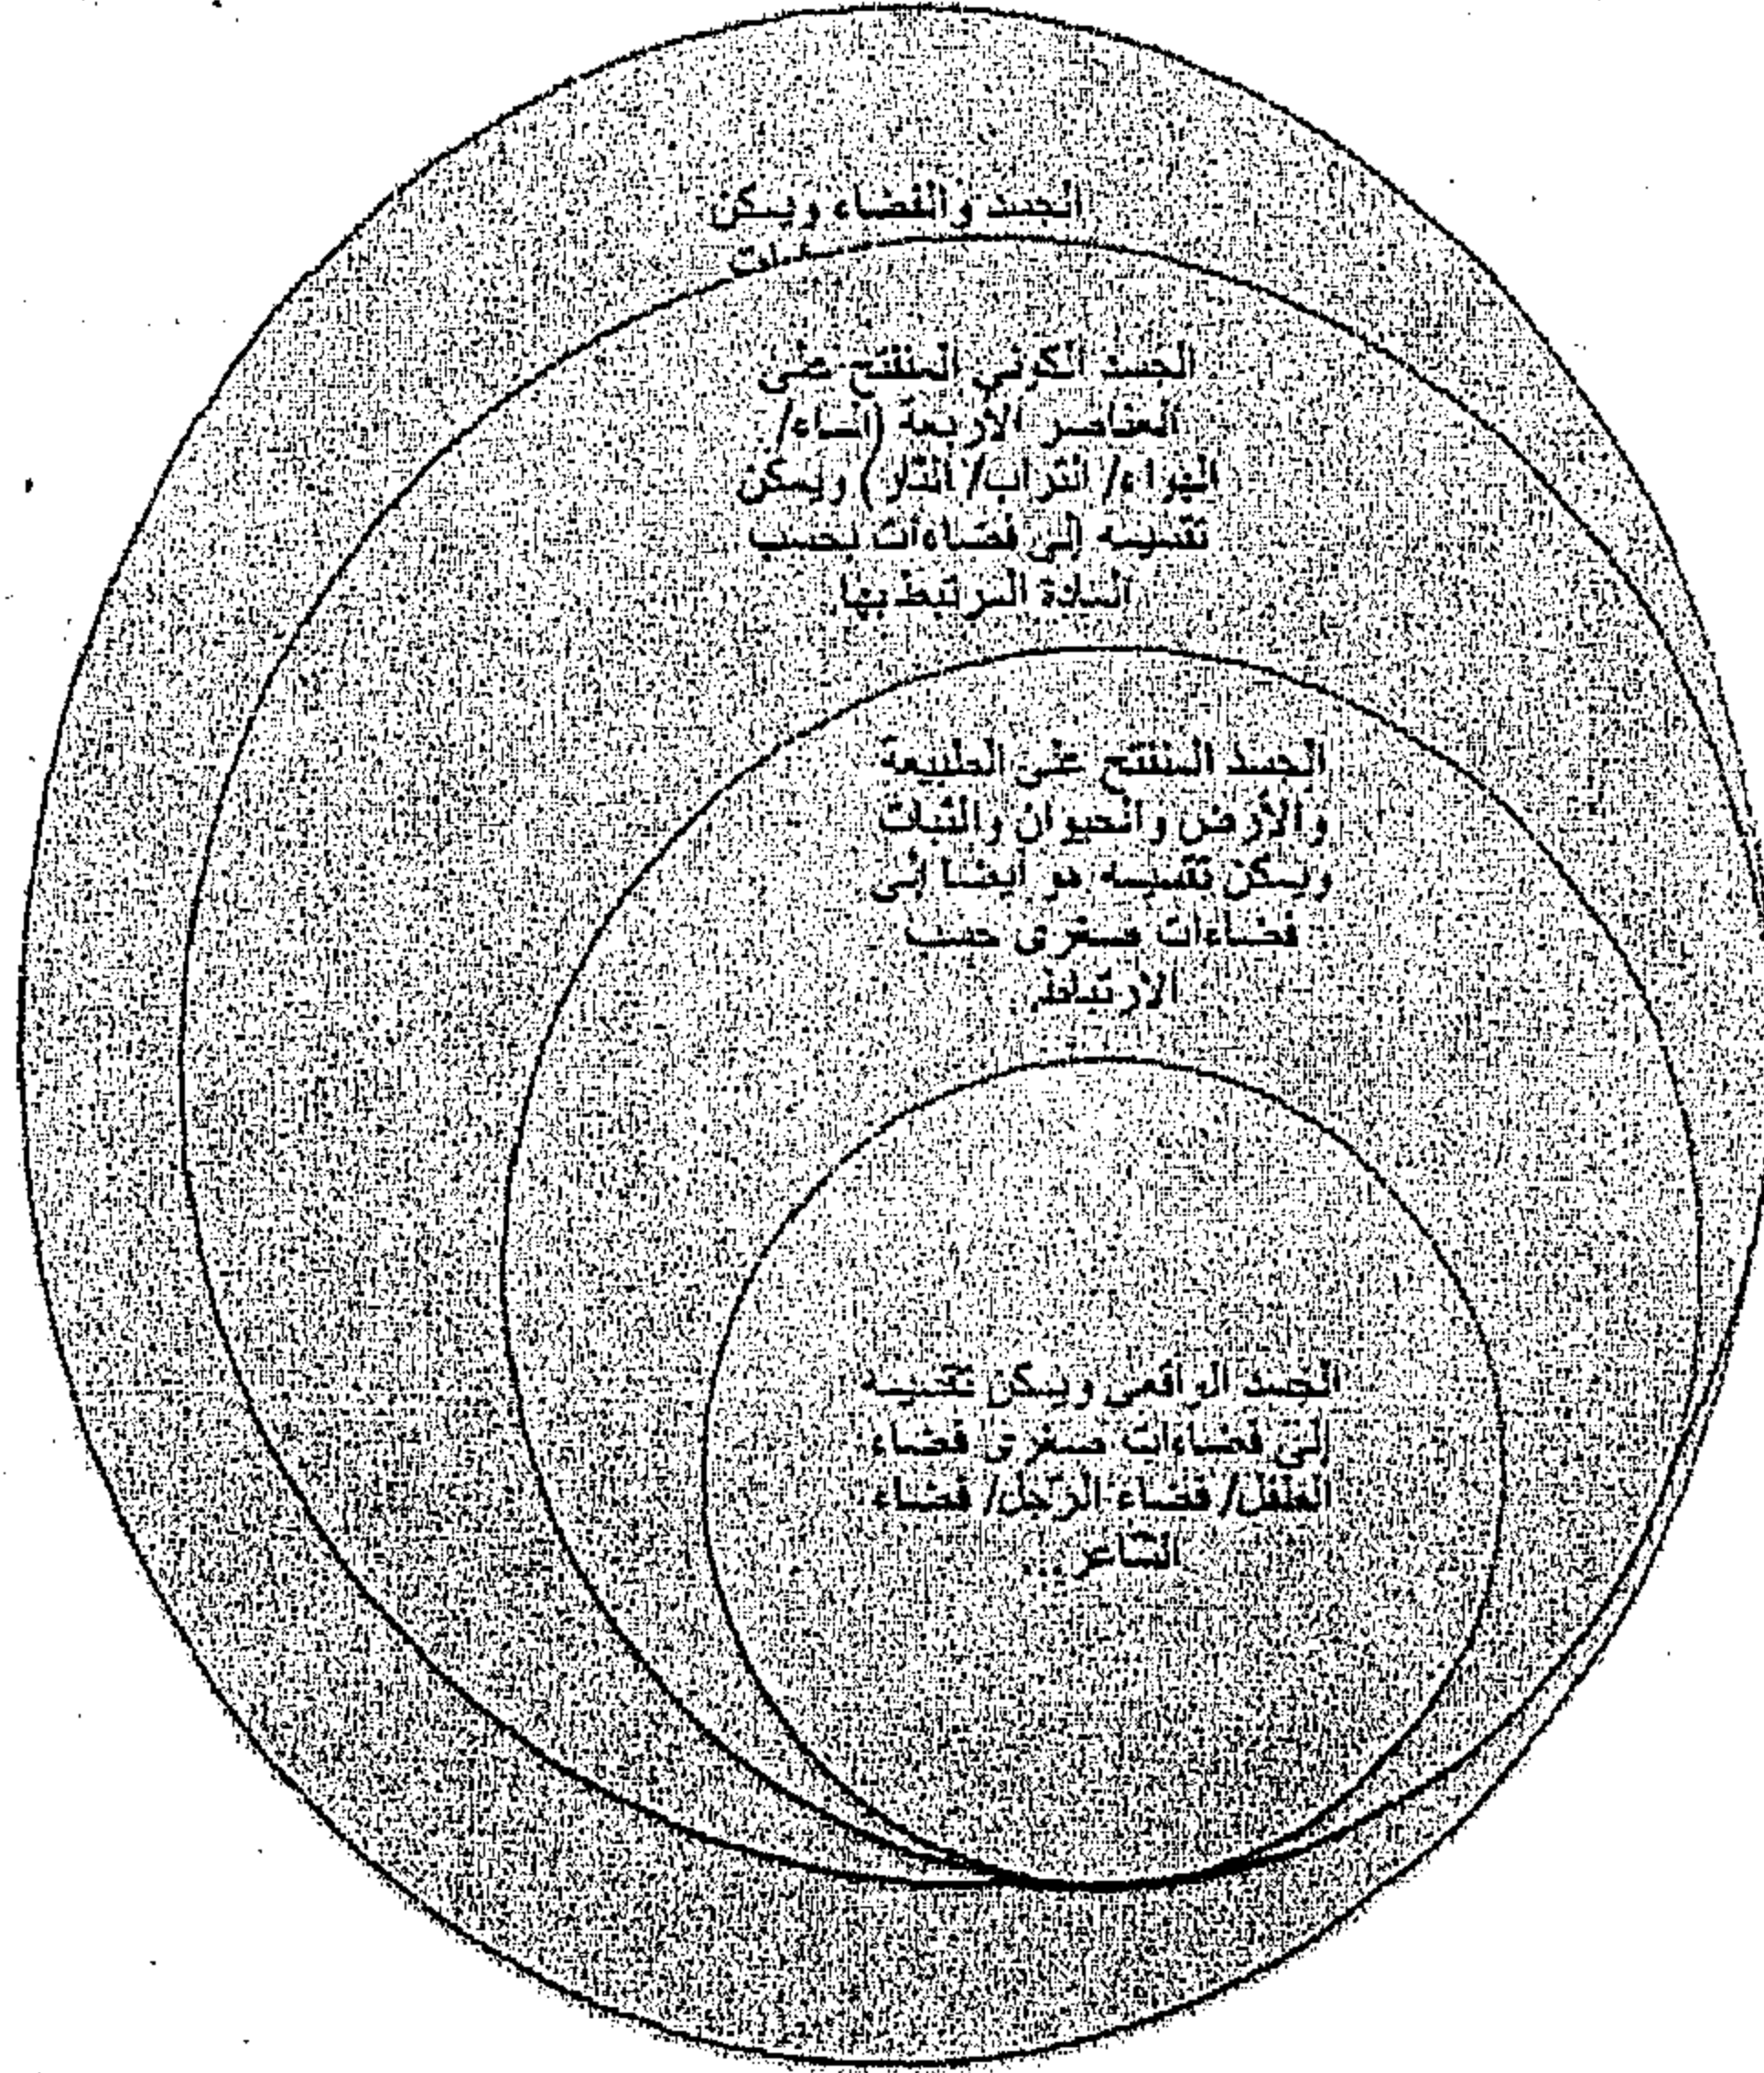 الجسد والفضاء ويمكن
الجسد الكوني المنفتح على
العناصر الأربعة (الماء/
الهواء/ التراب/ النار) ويمكن
تقسيمه إلى فضاءات بحسب
المادة المرتبط بها
الجسد المنفتح على الطبيعة
والأرض والحيوان والنبات
ويمكن تقسيمه هو أيضا إلى
فضاءات صغرى حسب
الارتباط.
الجسد الواقعي ويمكن تقسيمه
إلى فضاءات صغرى فضاء
الطفل/ فضاء الرجل/ فضاء
الشاعر...